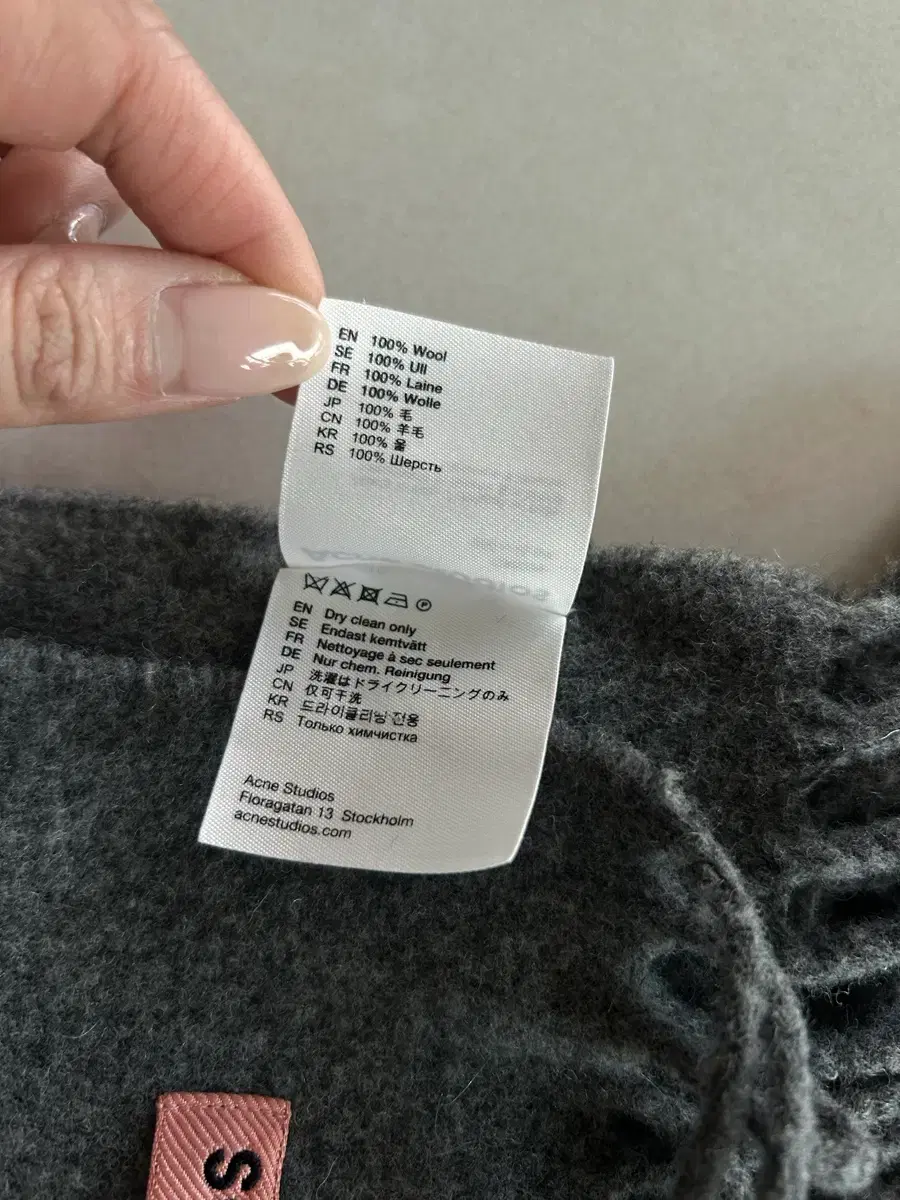 EN 100% Wool
SE 100% Ull
FR 100% Laine
DE 100% Wolle
JP 100% 毛
CN 100% 羊毛
KR 100% 울
RS 100% Шерсть
EN Dry clean only
SE Endast kemtvätt
FR Nettoyage à sec seulement
DE Nur chem. Reinigung
JP 洗濯はドライクリーニングのみ
CN 仅可干洗
KR 드라이클리닝 전용
RS Только химчистка
Acne Studios
Floragatan 13 Stockholm
acnestudios.com
S